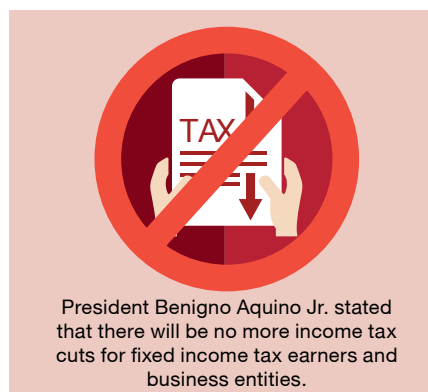 TAX
President Benigno Aquino Jr. stated
that there will be no more income tax
cuts for fixed income tax earners and
business entities.